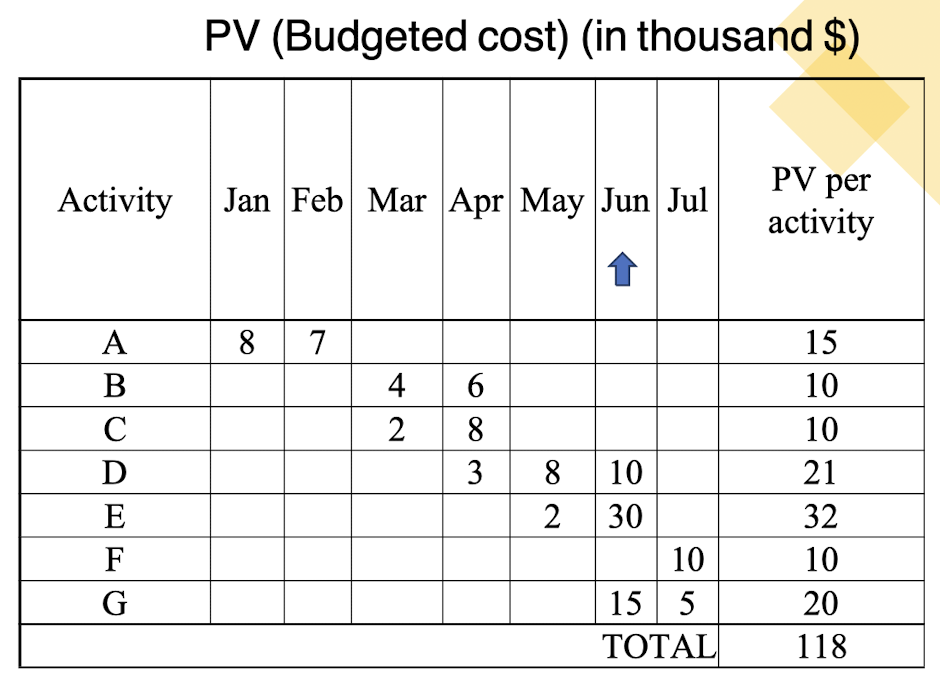 PV (Budgeted cost) (in thousand $)
Activity Jan Feb Mar Apr May Jun Jul PV per activity
A 8 7 15
B 4 6 10
C 2 8 10
D 3 8 10 21
E 2 30 32
F 10 10
G 15 5 20
TOTAL 118